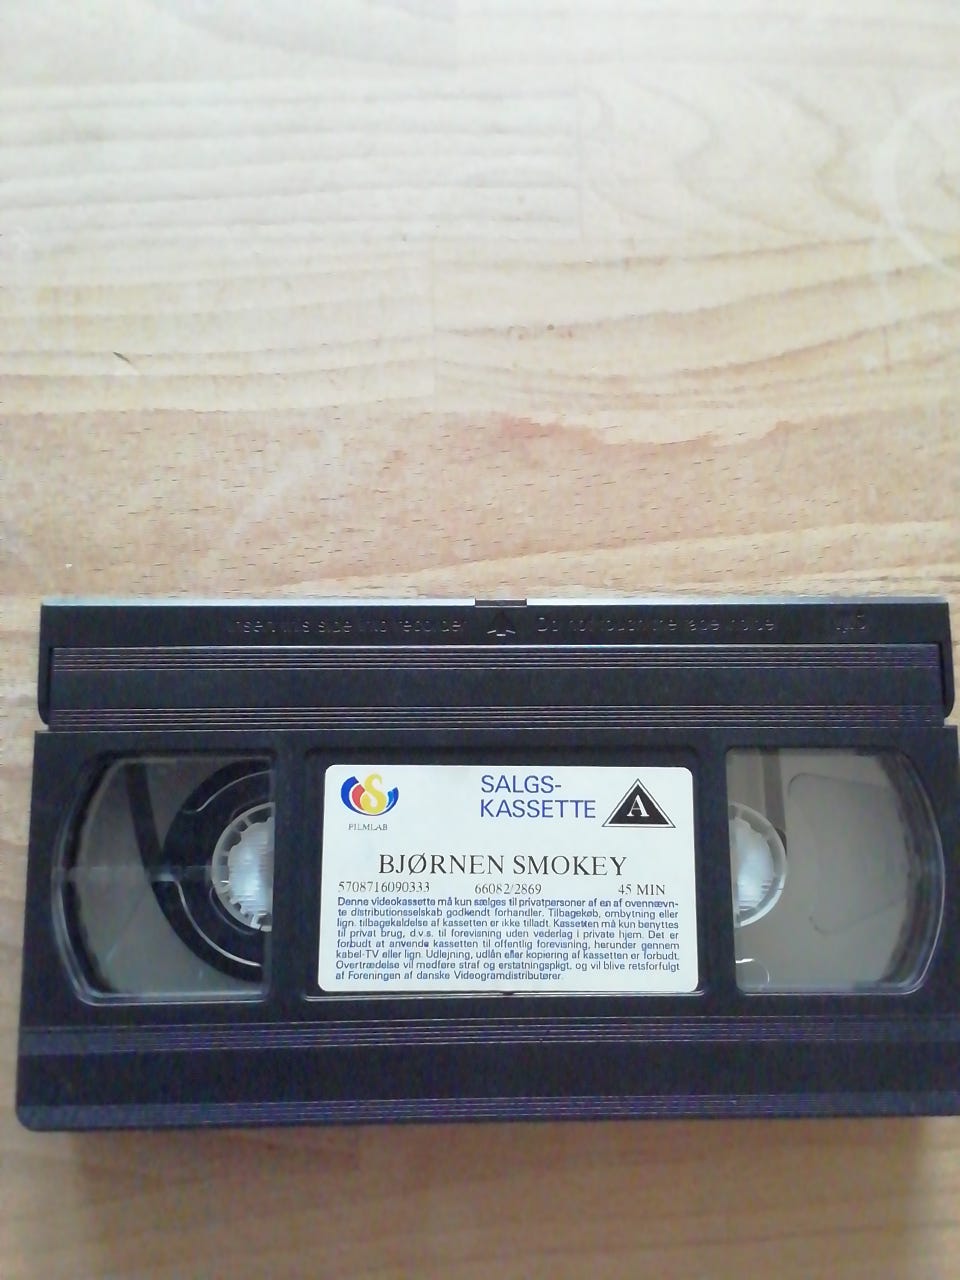 Insert this side into recorder Do not touch the tape inside
SALGS-
KASSETTE
A
S
FILMLAB
BJØRNEN SMOKEY
5708716090333 66082/2869 45 MIN
Denne videokassette må kun sælges til privatpersoner af en af ovennævn-
te distributionsselskab godkendt forhandler. Tilbagekøb, ombytning eller
lign. tilbagekøbelse af kassetten er ikke tilladt. Kassetten må kun benyttes
til privat brug, d.v.s. til forevisning uden vederlag i private hjem. Det er
forbudt at anvende kassetten til offentlig forevisning, herunder gennem
kabel-TV eller lign. Udlejning, udlån eller kopiering af kassetten er forbudt.
Overtrædelse vil medføre straf og erstatningspligt, og vil blive retsforfulgt
af Foreningen af danske Videogramdistributører.